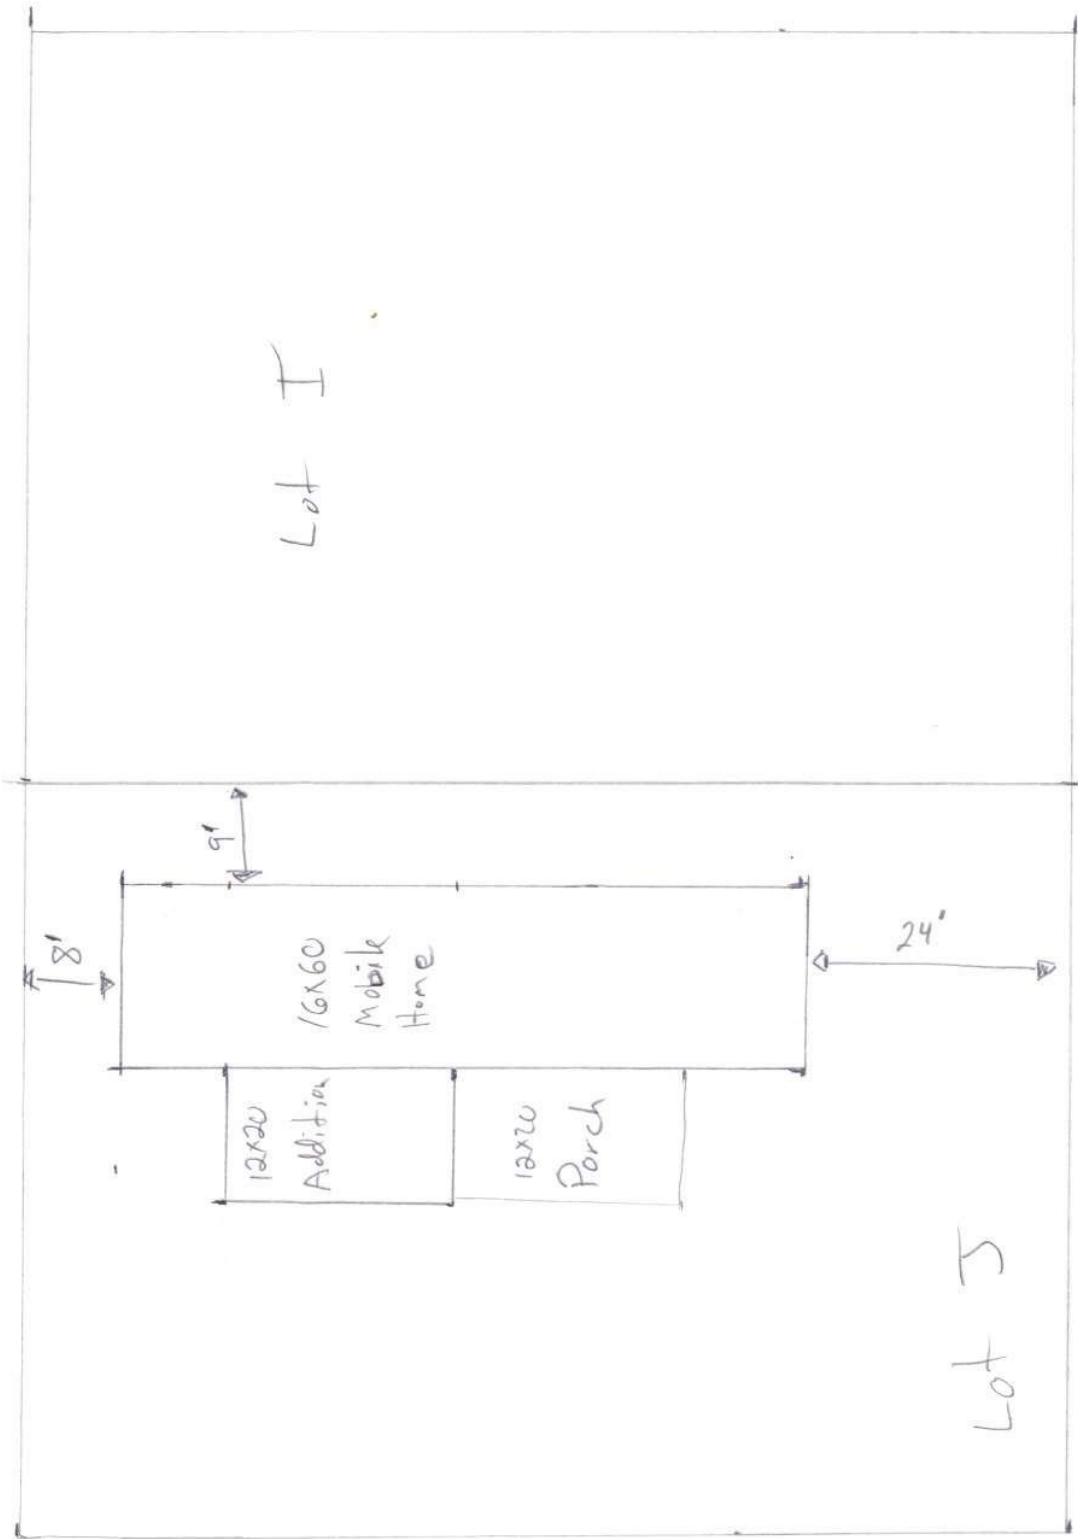 8'
9'
12x20
Addition
16x60
Mobile
Home
Lot I
12x20
Porch
24'
Lot J